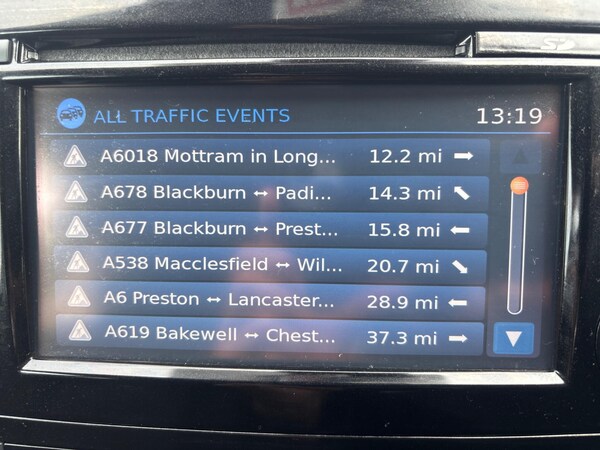 SD
ALL TRAFFIC EVENTS 13:19
A6018 Mottram in Long... 12.2 mi →
A678 Blackburn ↔ Padi... 14.3 mi ↖
A677 Blackburn ↔ Prest... 15.8 mi ←
A538 Macclesfield ↔ Wil... 20.7 mi ↘
A6 Preston ↔ Lancaster... 28.9 mi ←
A619 Bakewell ↔ Chest... 37.3 mi →